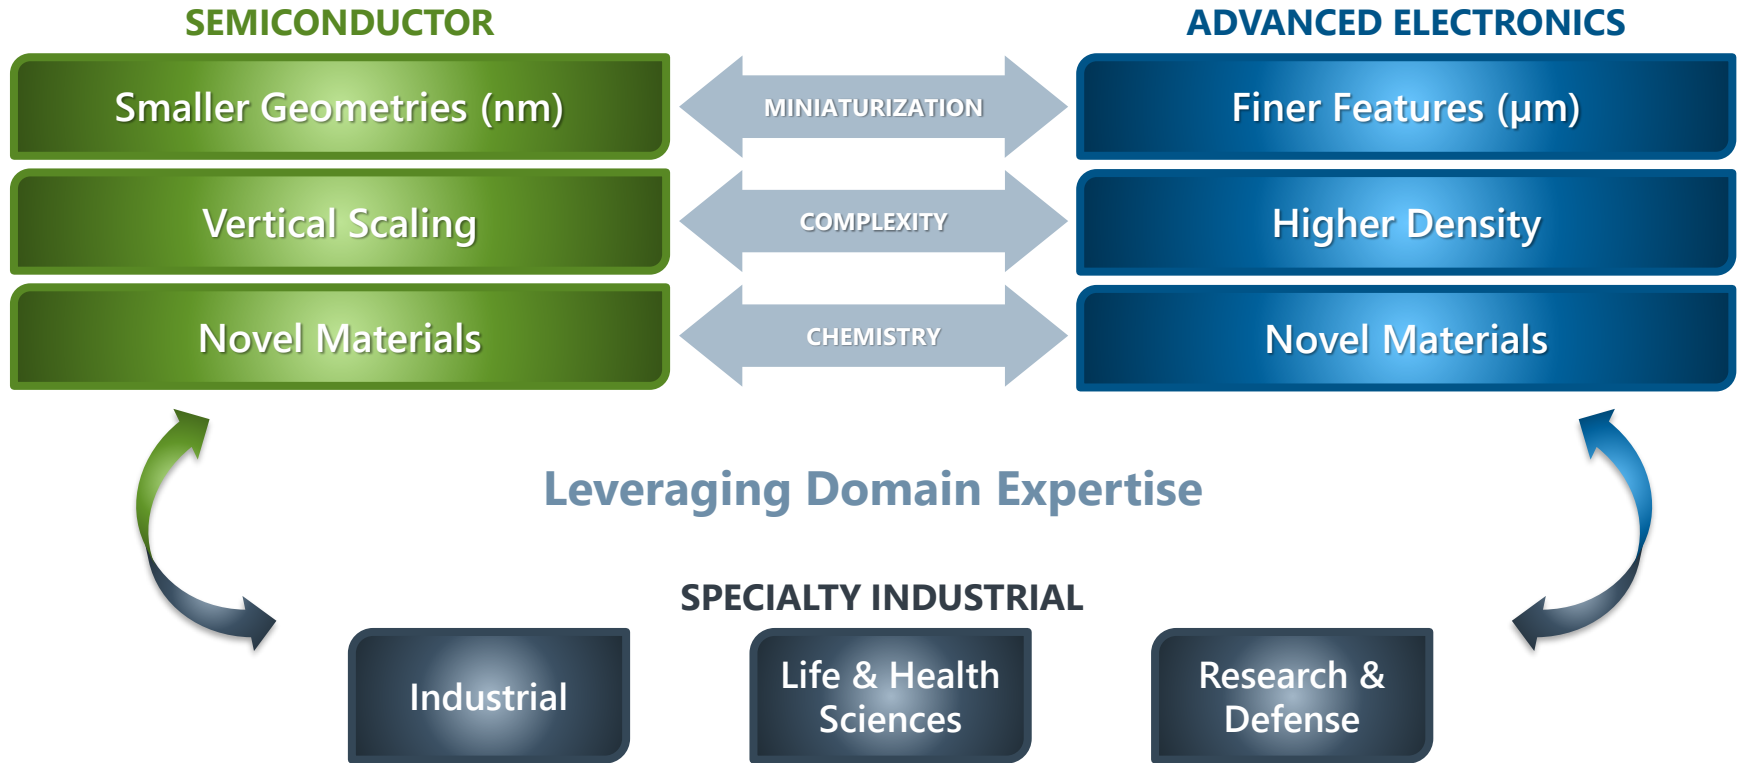 SEMICONDUCTOR
ADVANCED ELECTRONICS
Smaller Geometries (nm)
MINIATURIZATION
Finer Features (µm)
Vertical Scaling
COMPLEXITY
Higher Density
Novel Materials
CHEMISTRY
Novel Materials
Leveraging Domain Expertise
SPECIALTY INDUSTRIAL
Industrial
Life & Health
Sciences
Research &
Defense